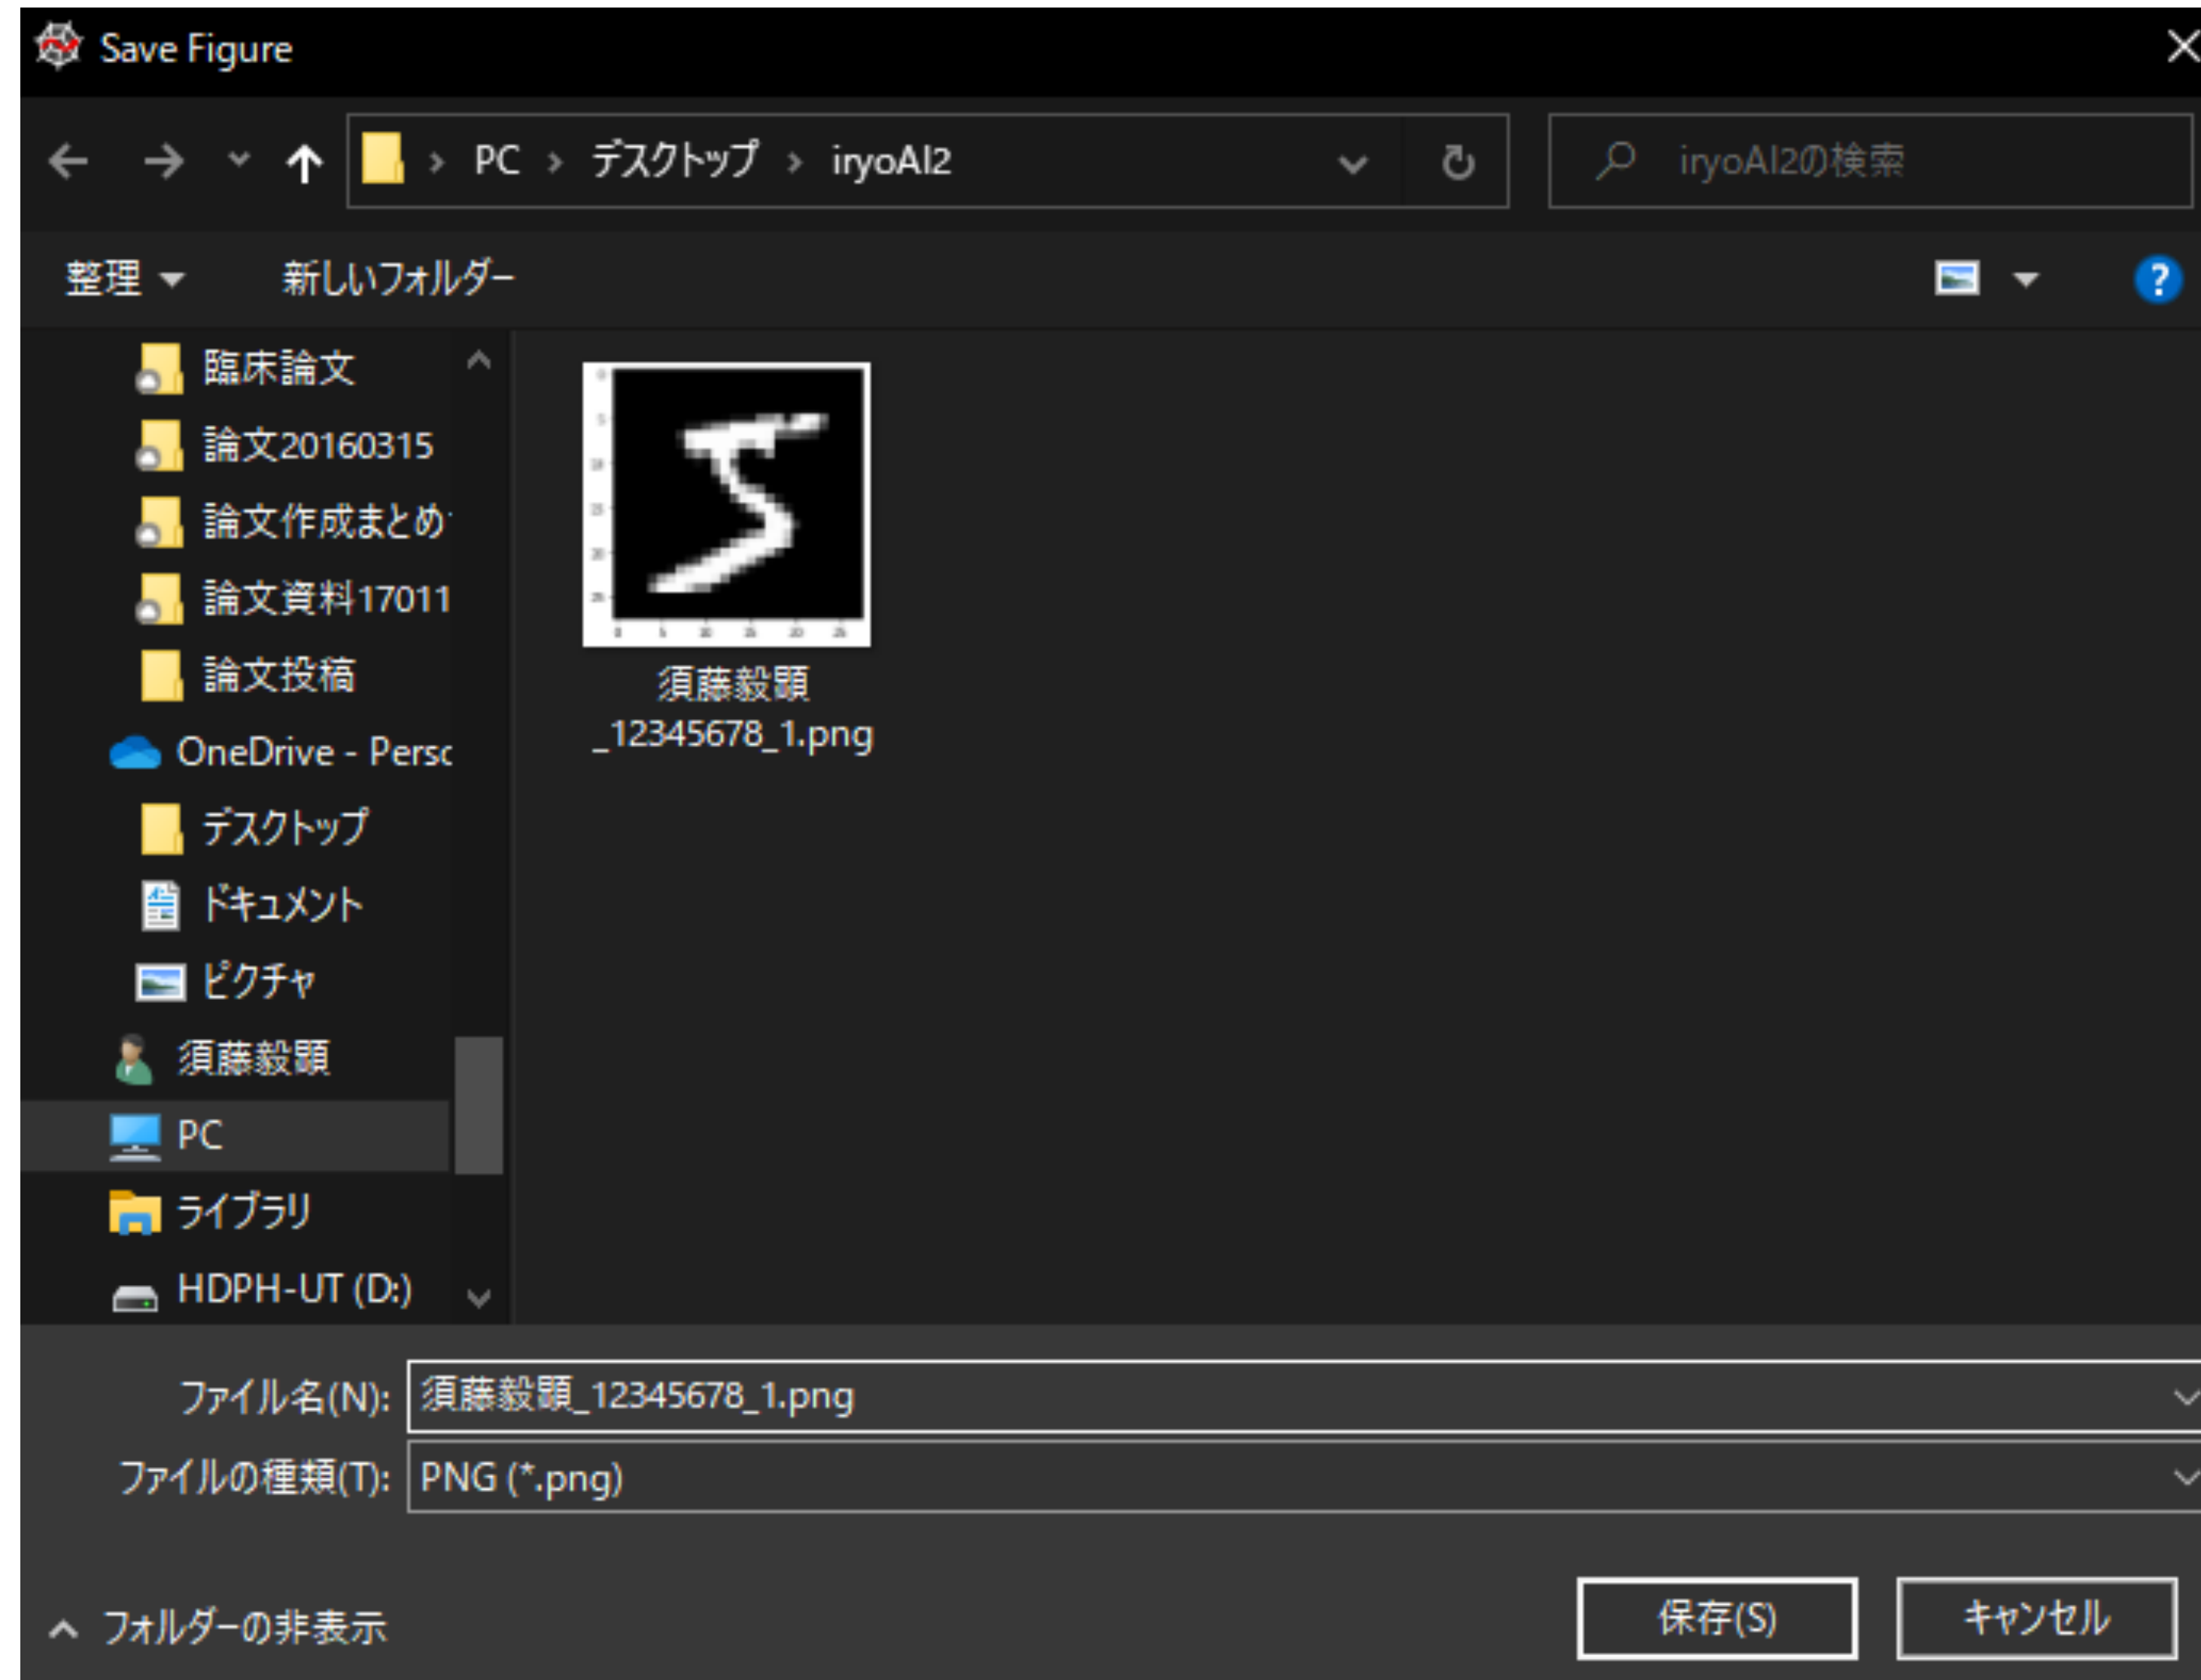 Save Figure
PC > デスクトップ > iryoAI2
iryoAI2の検索
整理
新しいフォルダー
臨床論文
論文20160315
論文作成まとめ
論文資料17011
論文投稿
OneDrive - Persc
デスクトップ
ドキュメント
ピクチャ
須藤毅顕
PC
ライブラリ
HDPH-UT (D:)
須藤毅顕
_12345678_1.png
ファイル名(N): 須藤毅顕_12345678_1.png
ファイルの種類(T): PNG (*.png)
フォルダーの非表示
保存(S)
キャンセル